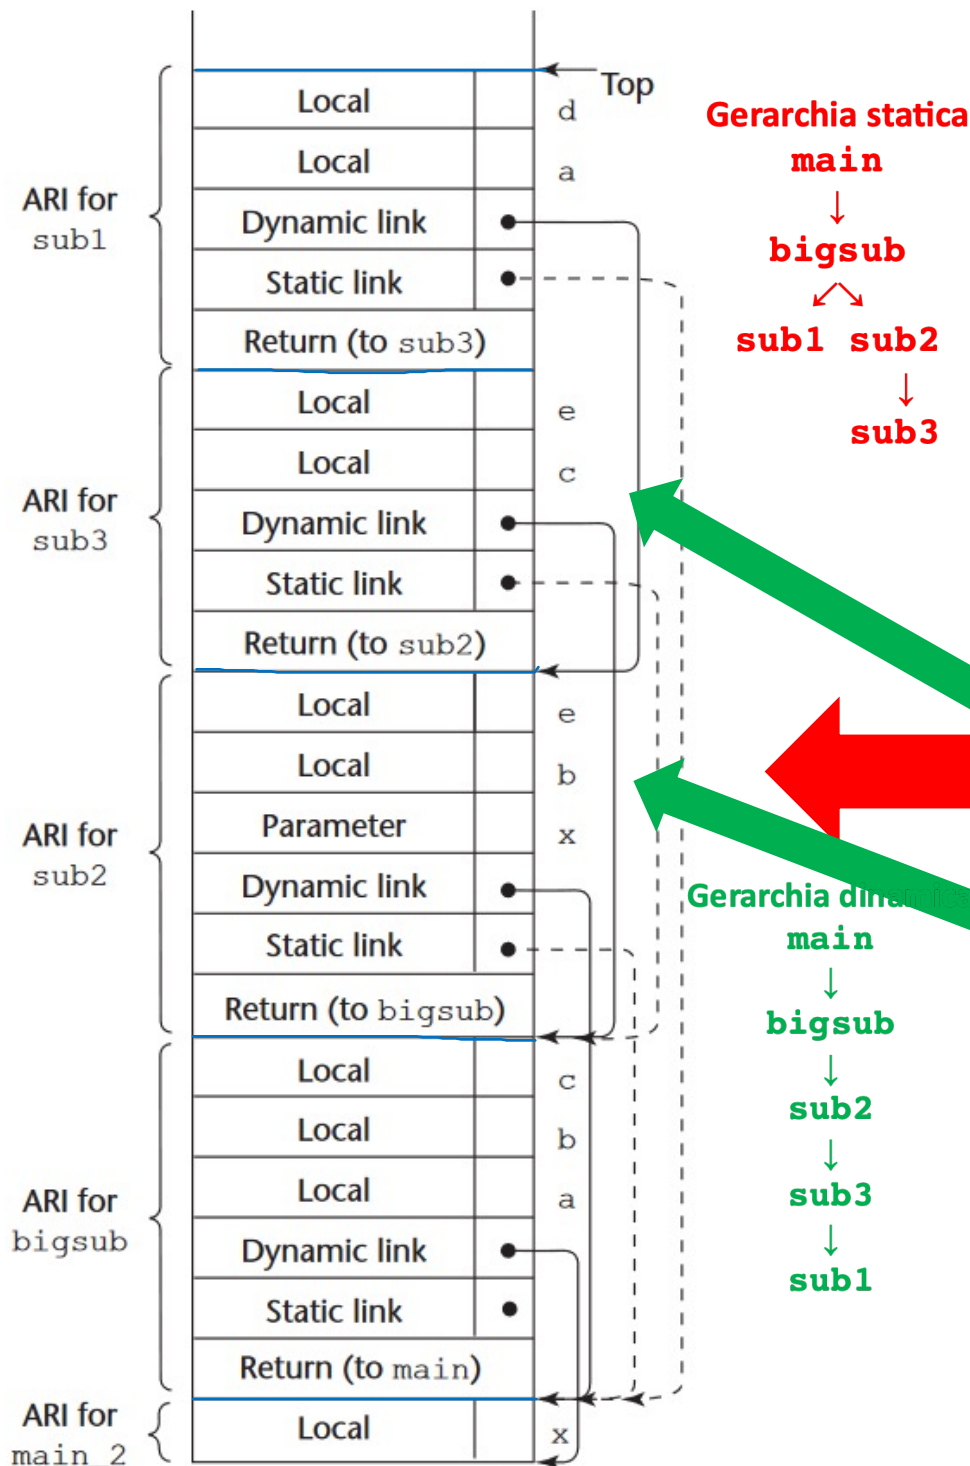 Top
Local
d
Local
a
ARI for
sub1
Dynamic link
Static link
Return (to sub3)
Local
e
Local
c
ARI for
sub3
Dynamic link
Static link
Return (to sub2)
Local
e
Local
b
Parameter
x
ARI for
sub2
Dynamic link
Static link
Return (to bigsub)
Local
c
Local
b
Local
a
ARI for
bigsub
Dynamic link
Static link
Return (to main)
ARI for
main_2
Local
x
Gerarchia statica
main
↓
bigsub
↙↘
sub1 sub2
↓
sub3
Gerarchia dinamica
main
↓
bigsub
↓
sub2
↓
sub3
↓
sub1